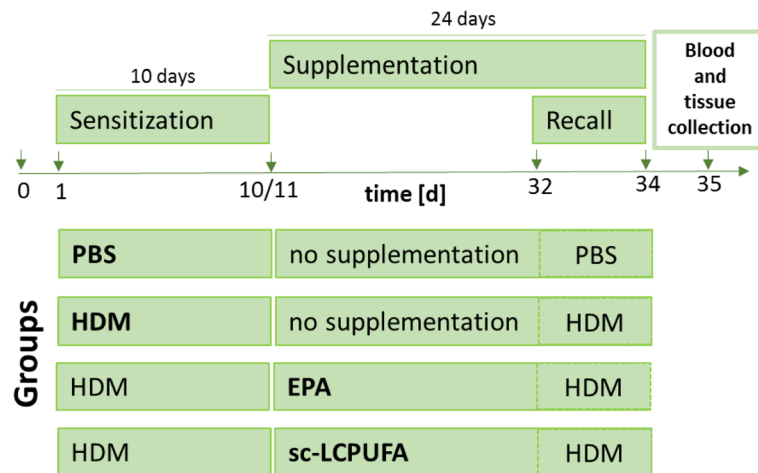 24 days
Supplementation
Blood
and
tissue
collection
10 days
Sensitization
Recall
0 1 10/11 time [d] 32 34 35
Groups
PBS no supplementation PBS
HDM no supplementation HDM
HDM EPA HDM
HDM sc-LCPUFA HDM